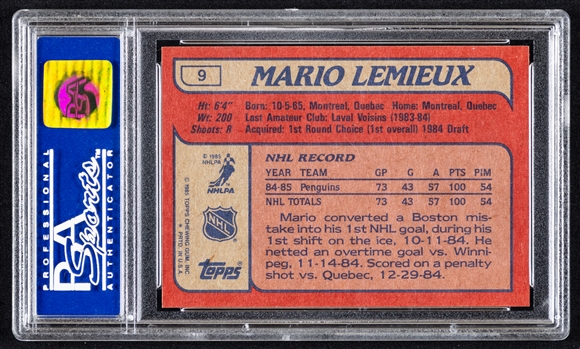 PROFESSIONAL
PSA Sports™
AUTHENTICATOR
PSA
9
MARIO LEMIEUX
Ht: 6'4" Born: 10-5-65, Montreal, Quebec Home: Montreal, Quebec
Wt: 200 Last Amateur Club: Laval Voisins (1983-84)
Shoots: R Acquired: 1st Round Choice (1st overall) 1984 Draft
© 1985
NHLPA
NHLPA
NHL
© 1985 TOPPS CHEWING GUM, INC.
PRTD. IN U.S.A.
Topps
NHL RECORD
YEAR TEAM GP G A PTS PIM
84-85 Penguins 73 43 57 100 54
NHL TOTALS 73 43 57 100 54
Mario converted a Boston mis-
take into his 1st NHL goal, during his
1st shift on the ice, 10-11-84. He
netted an overtime goal vs. Winni-
peg, 11-14-84. Scored on a penalty
shot vs. Quebec, 12-29-84.